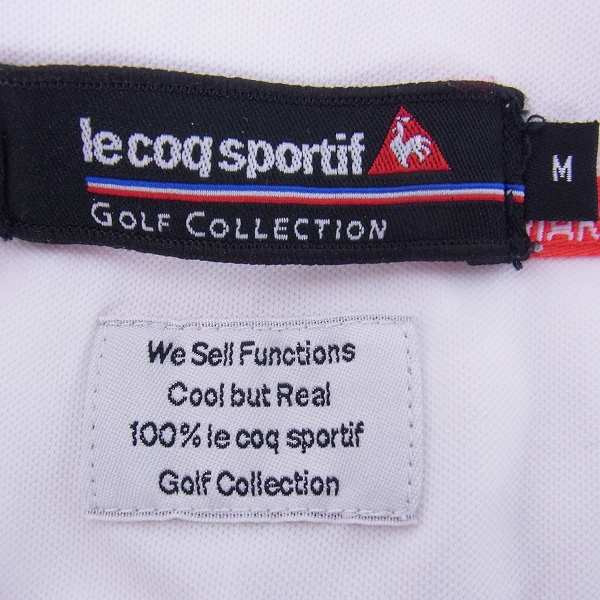 le coq sportif
GOLF COLLECTION
M
We Sell Functions
Cool but Real
100% le coq sportif
Golf Collection